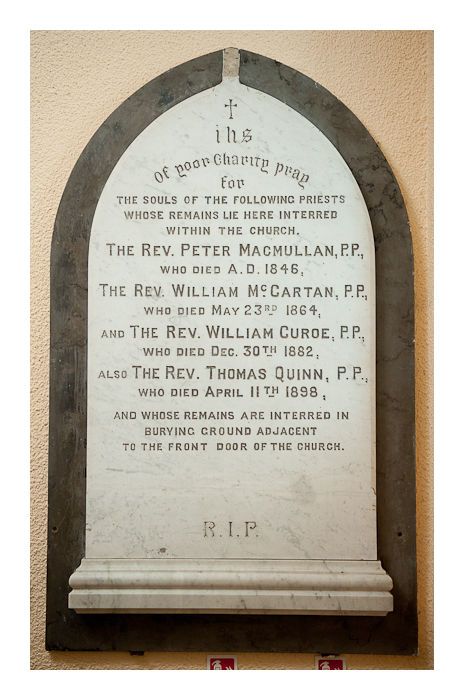 ihs
Of your Charity pray
for
THE SOULS OF THE FOLLOWING PRIESTS
WHOSE REMAINS LIE HERE INTERRED
WITHIN THE CHURCH.
THE REV. PETER MACMULLAN, P.P.,
WHO DIED A.D. 1846,
THE REV. WILLIAM MCCARTAN, P.P.,
WHO DIED MAY 23RD 1864,
AND THE REV. WILLIAM CUROE, P.P.,
WHO DIED DEC. 30TH 1882,
ALSO THE REV. THOMAS QUINN, P.P.,
WHO DIED APRIL 11TH 1898,
AND WHOSE REMAINS ARE INTERRED IN
BURYING GROUND ADJACENT
TO THE FRONT DOOR OF THE CHURCH.
R.I.P.